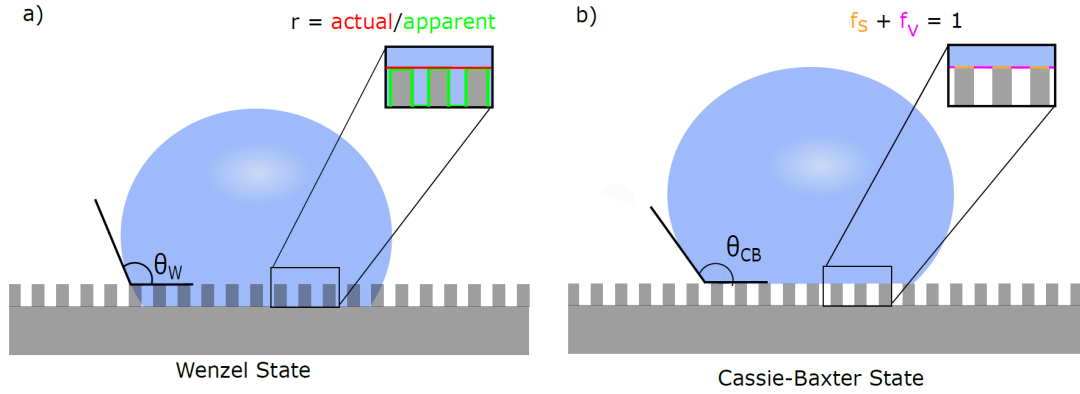 a)
r = actual/apparent
θW
Wenzel State
b)
fS + fV = 1
θCB
Cassie-Baxter State